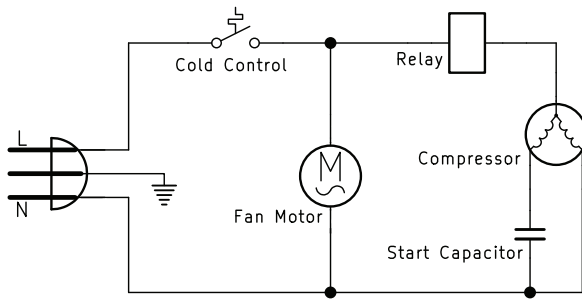 Cold Control
Relay
L
Compressor
N
Fan Motor
M
Start Capacitor